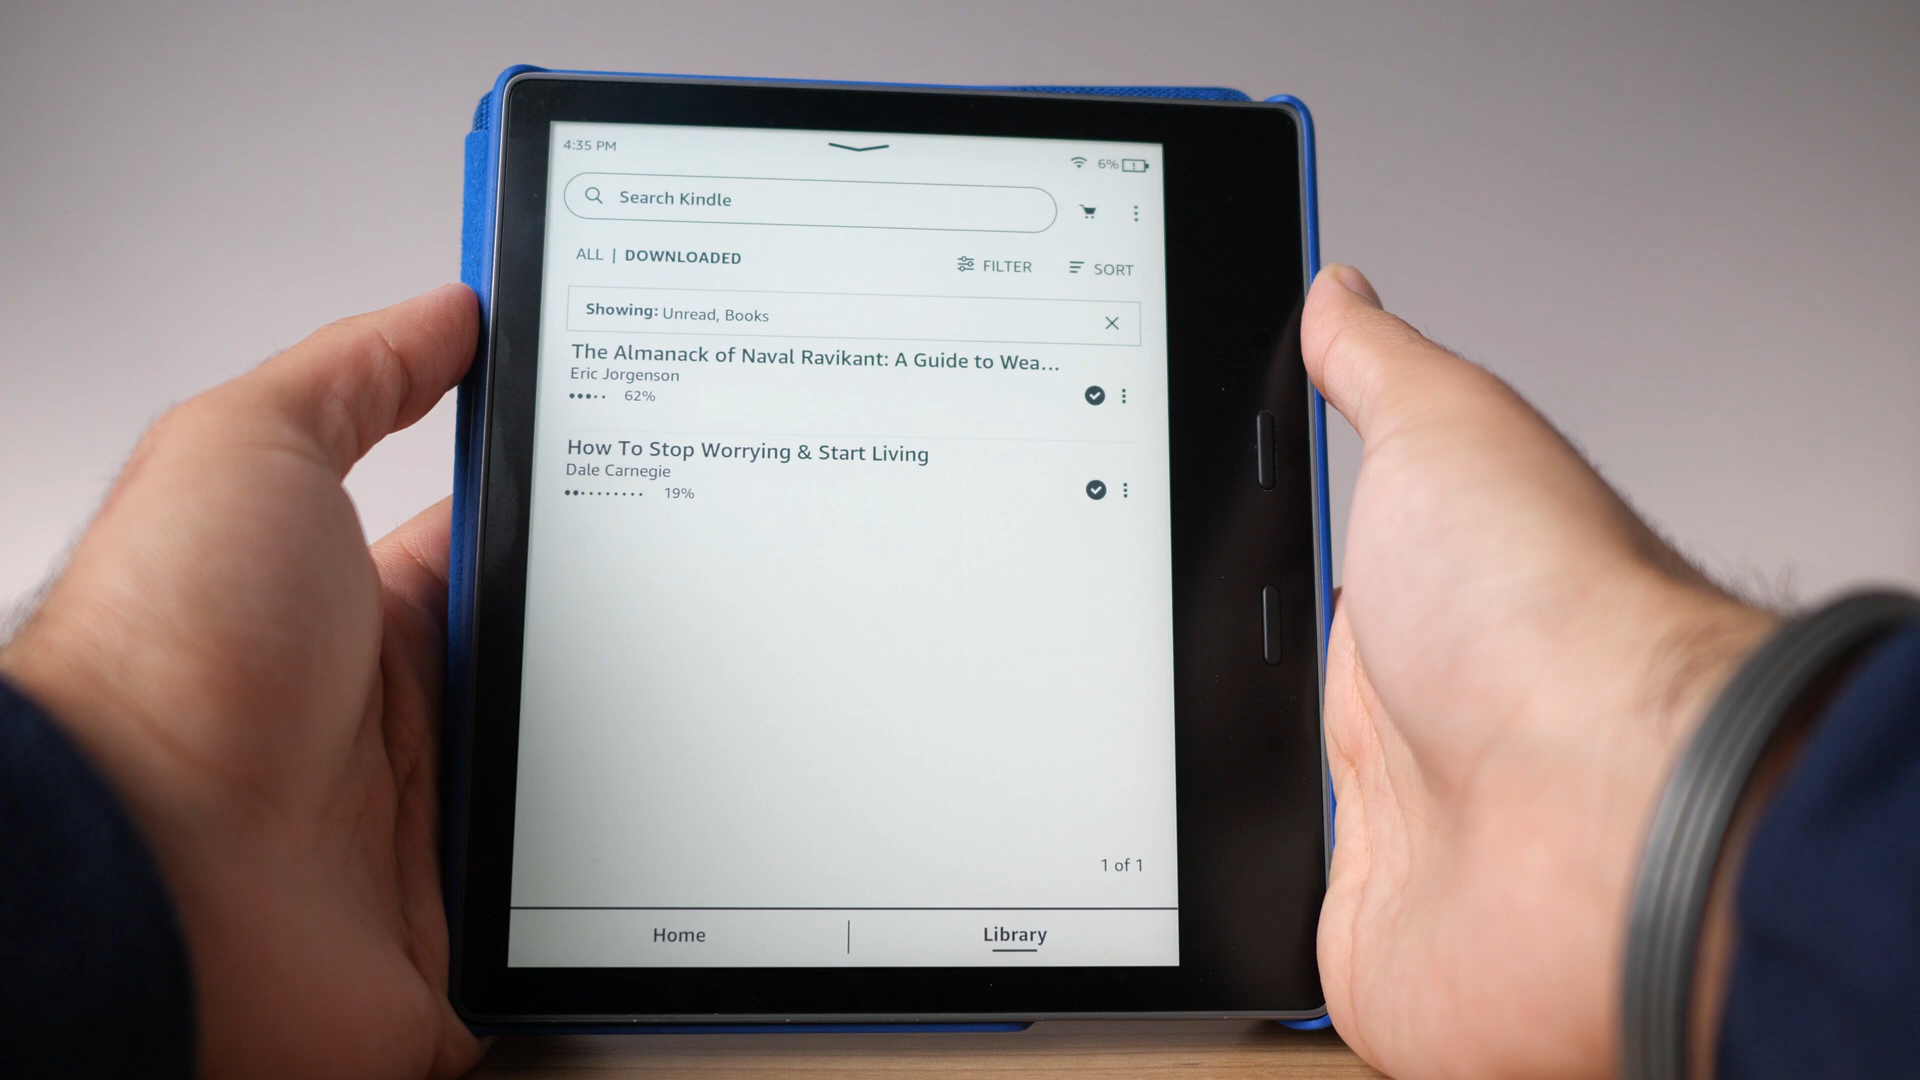 4:35 PM
6%
Search Kindle
ALL | DOWNLOADED
FILTER
SORT
Showing: Unread, Books
The Almanack of Naval Ravikant: A Guide to Wea...
Eric Jorgenson
62%
How To Stop Worrying & Start Living
Dale Carnegie
19%
1 of 1
Home
Library